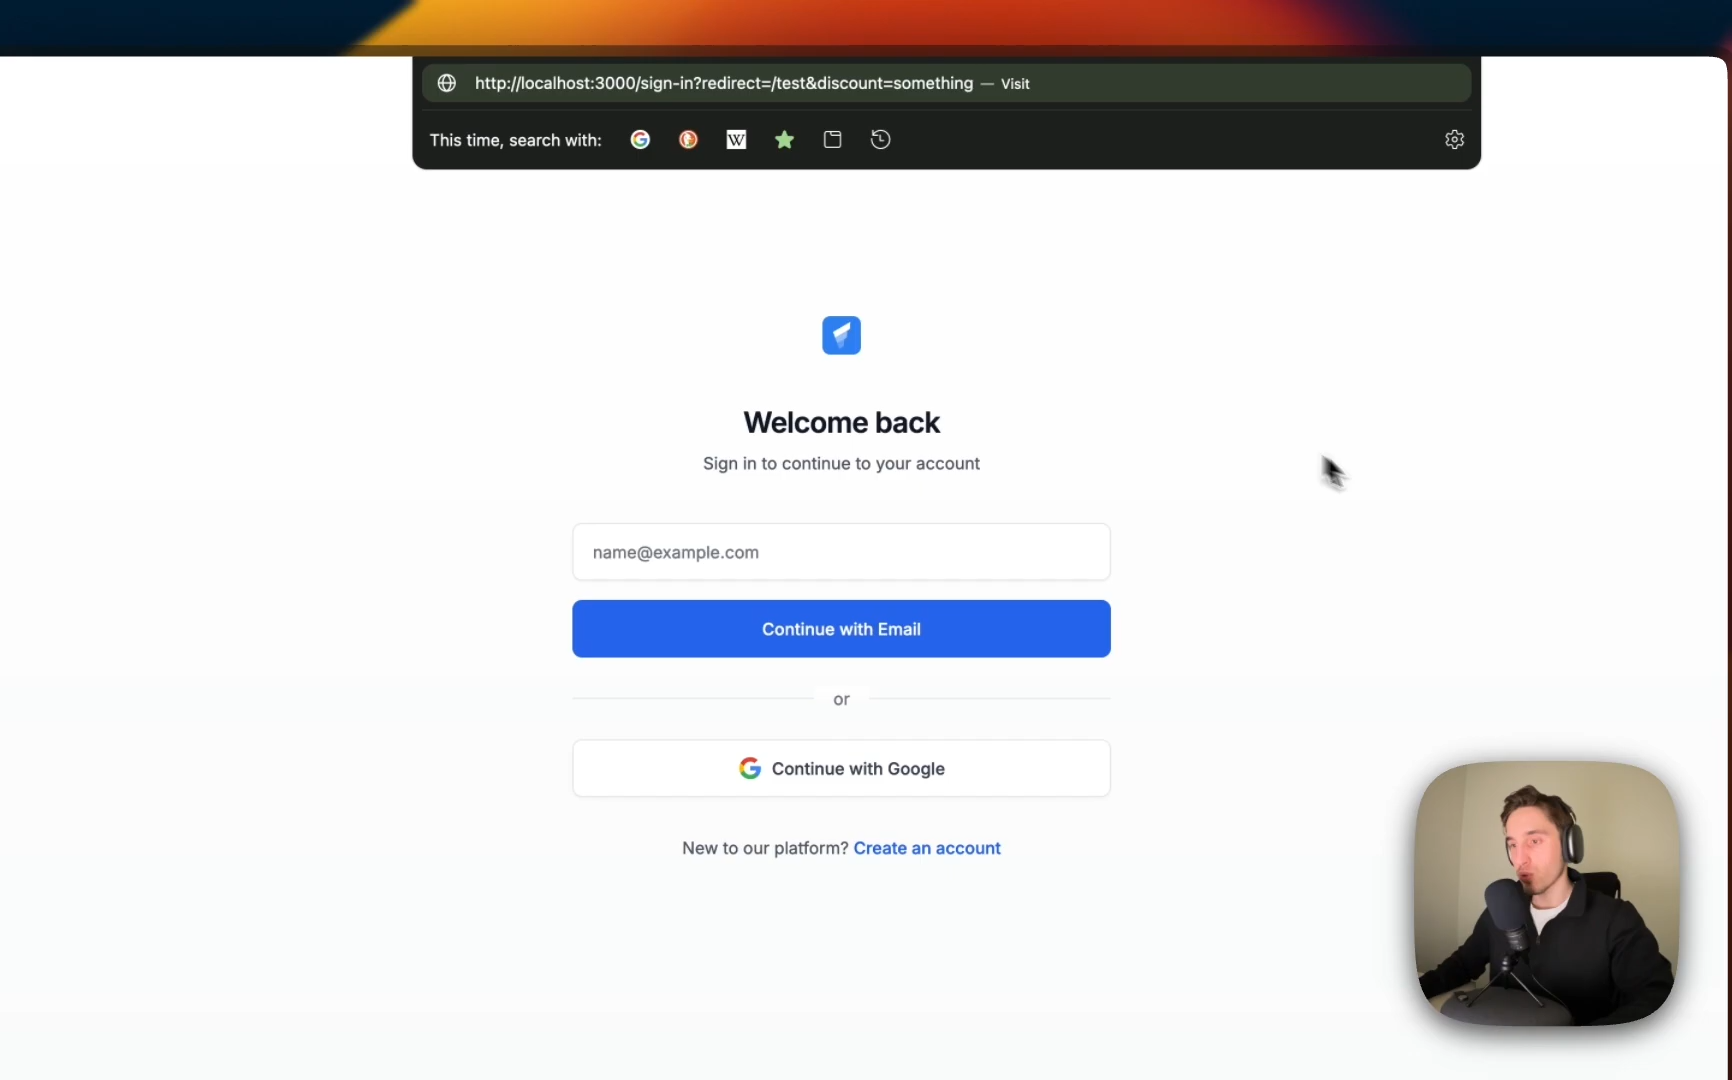 http://localhost:3000/sign-in?redirect=/test&discount=something — Visit
This time, search with:
W
Welcome back
Sign in to continue to your account
name@example.com
Continue with Email
or
Continue with Google
New to our platform? Create an account